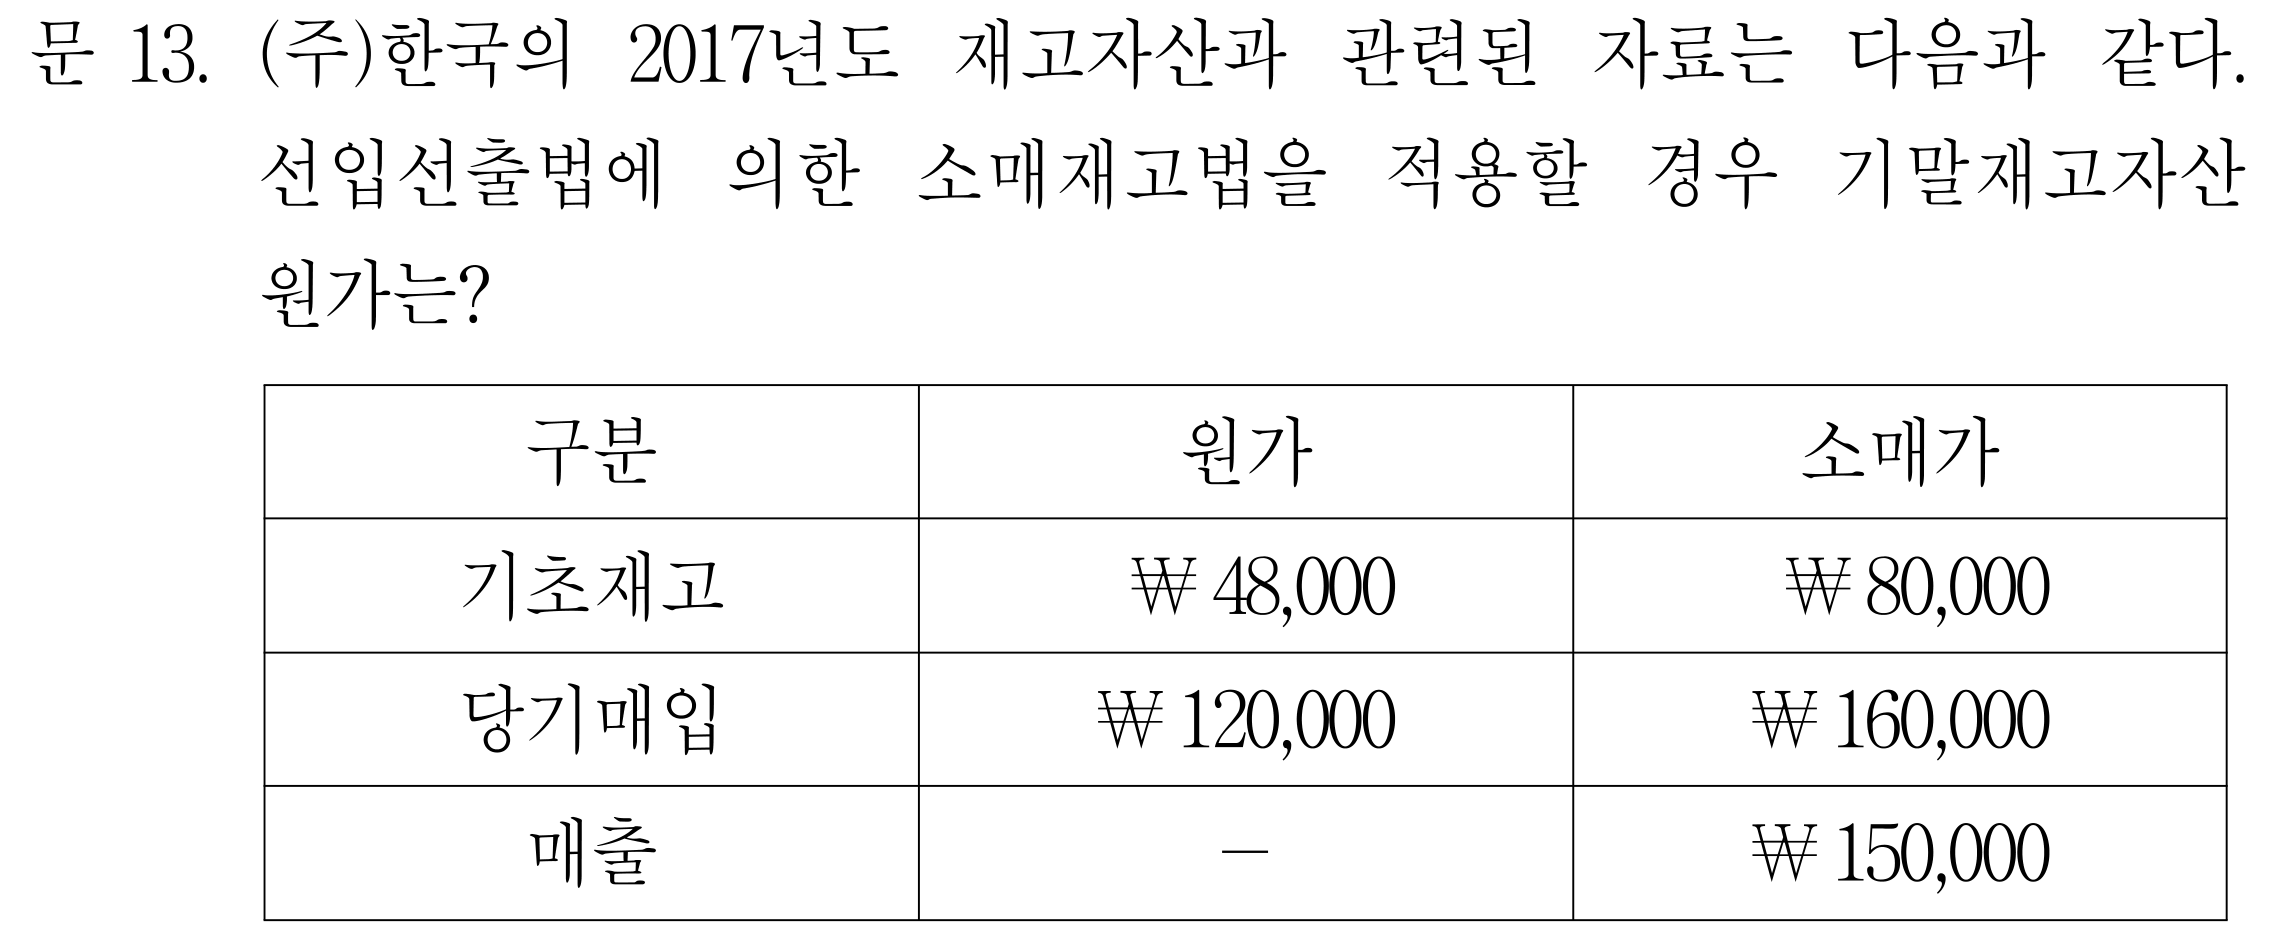 문 13. (주)한국의 2017년도 재고자산과 관련된 자료는 다음과 같다.
선입선출법에 의한 소매재고법을 적용할 경우 기말재고자산
원가는?
구분 원가 소매가
기초재고 ₩48,000 ₩80,000
당기매입 ₩120,000 ₩160,000
매출 － ₩150,000